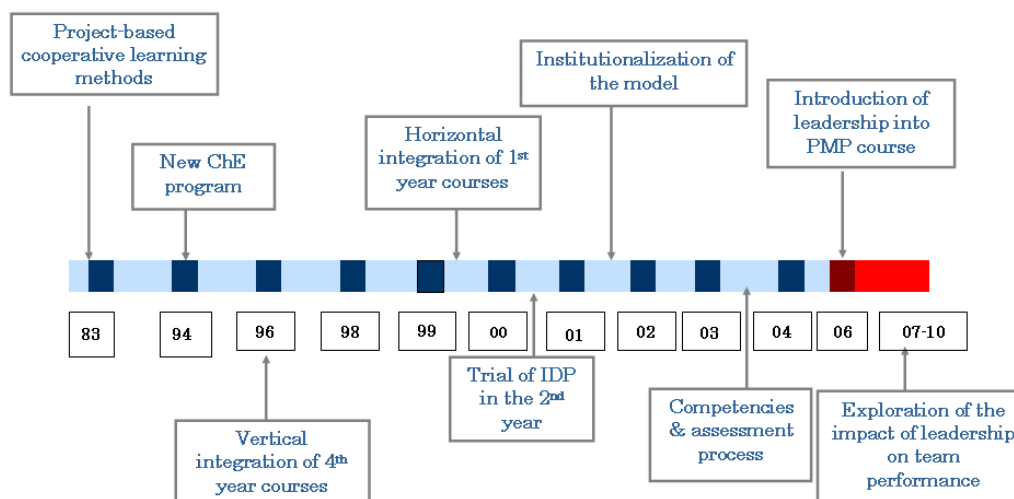 Project-based
cooperative learning
methods
New ChE
program
Horizontal
integration of 1st
year courses
Institutionalization of
the model
Introduction of
leadership into
PMP course
83
94
96
98
99
00
01
02
03
04
06
07-10
Vertical
integration of 4th
year courses
Trial of IDP
in the 2nd
year
Competencies
& assessment
process
Exploration of the
impact of leadership
on team
performance